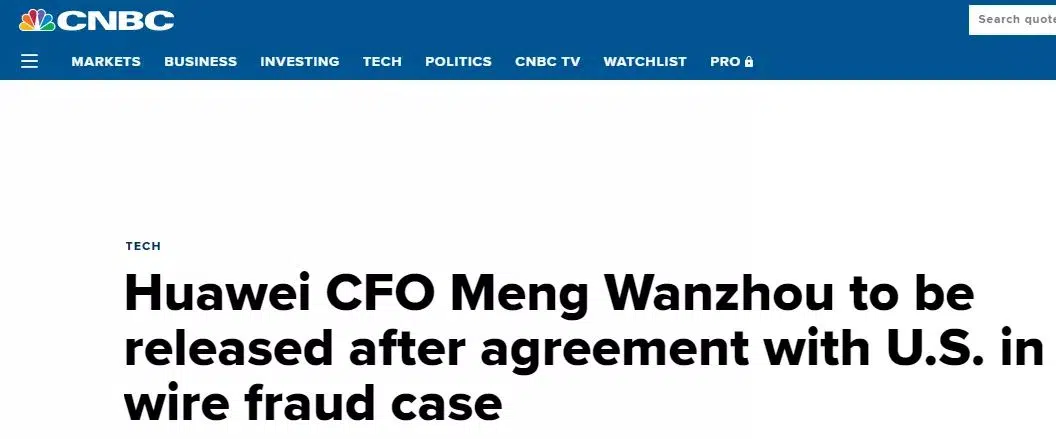 CNBC
Search quote
MARKETS BUSINESS INVESTING TECH POLITICS CNBC TV WATCHLIST PRO
TECH
Huawei CFO Meng Wanzhou to be
released after agreement with U.S. in
wire fraud case